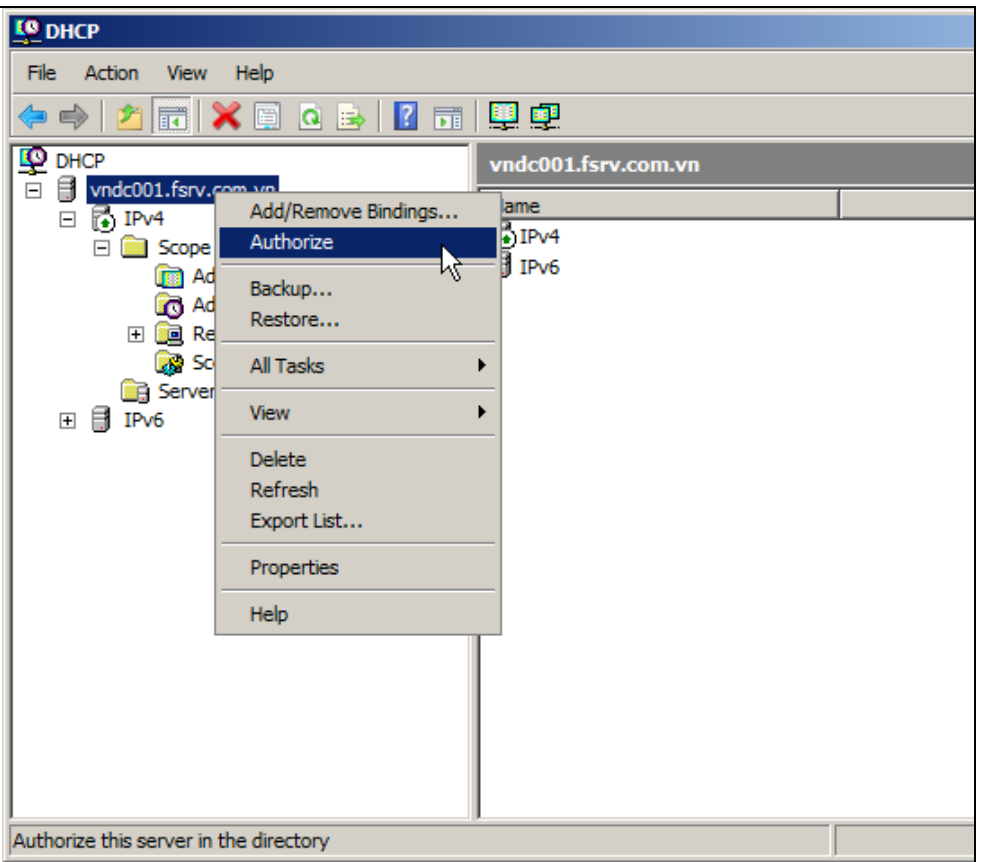 DHCP
File Action View Help
DHCP
vndc001.fsrv.com.vn
vndc001.fsrv.com.vn
Name
IPv4
IPv6
IPv4
Scope
Ad
Ad
Re
Sc
Server
IPv6
Add/Remove Bindings...
Authorize
Backup...
Restore...
All Tasks
View
Delete
Refresh
Export List...
Properties
Help
Authorize this server in the directory